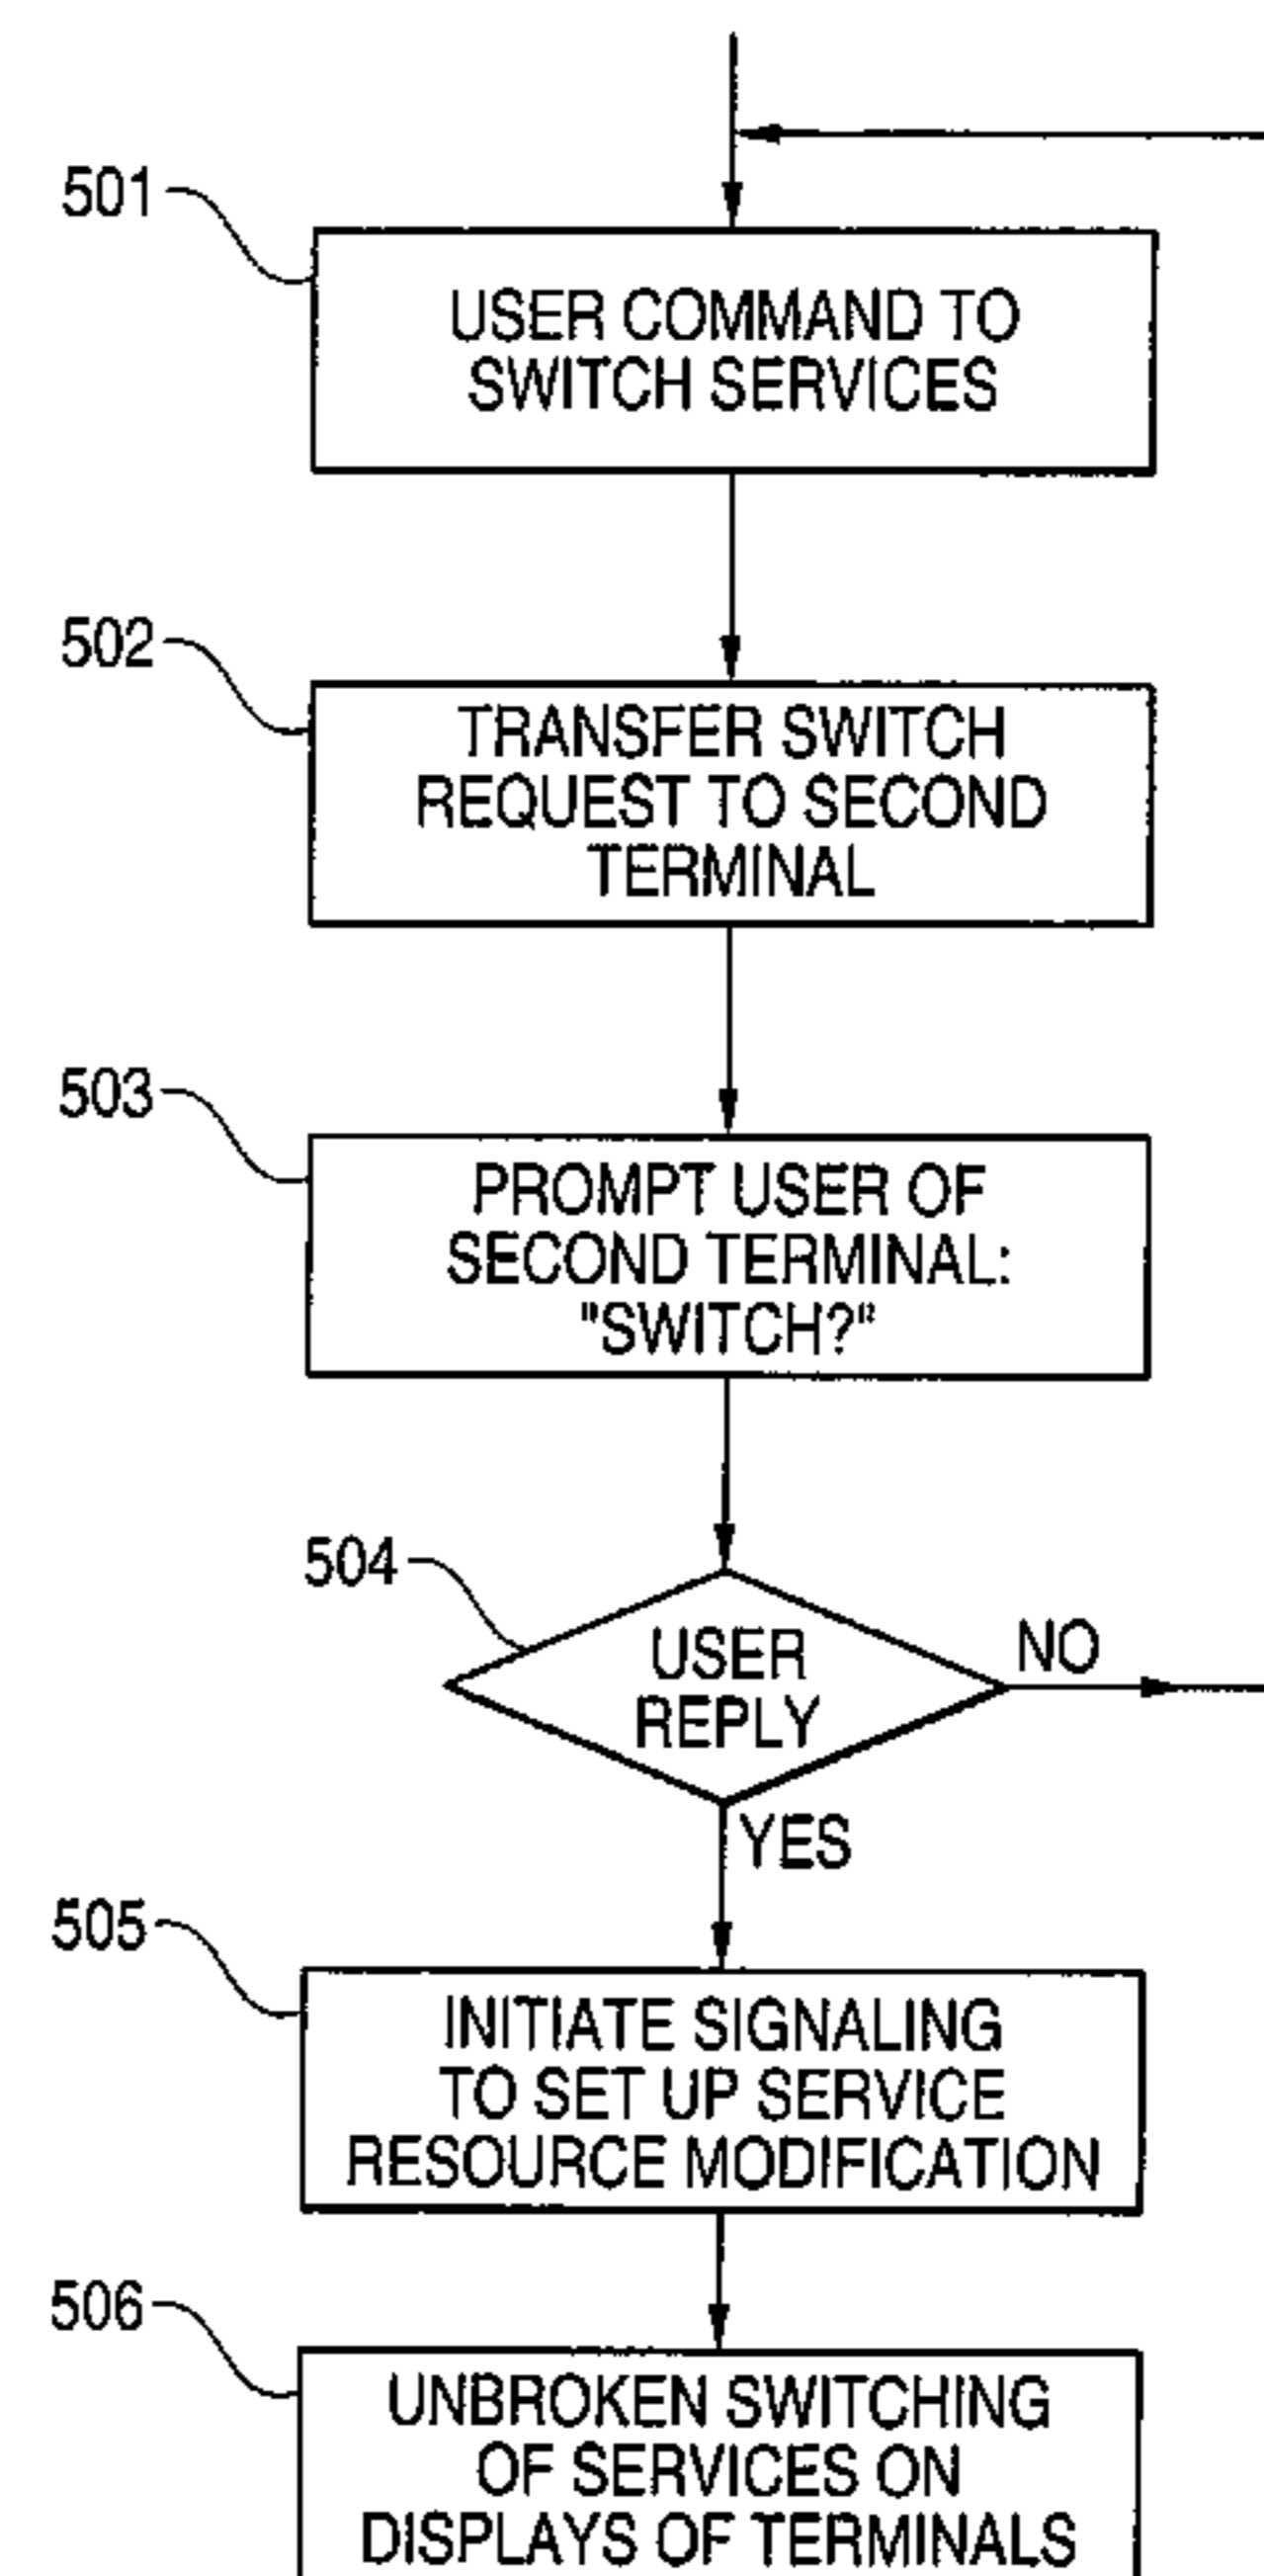 501
USER COMMAND TO
SWITCH SERVICES
502
TRANSFER SWITCH
REQUEST TO SECOND
TERMINAL
503
PROMPT USER OF
SECOND TERMINAL:
"SWITCH?"
504
USER
REPLY
NO
YES
505
INITIATE SIGNALING
TO SET UP SERVICE
RESOURCE MODIFICATION
506
UNBROKEN SWITCHING
OF SERVICES ON
DISPLAYS OF TERMINALS